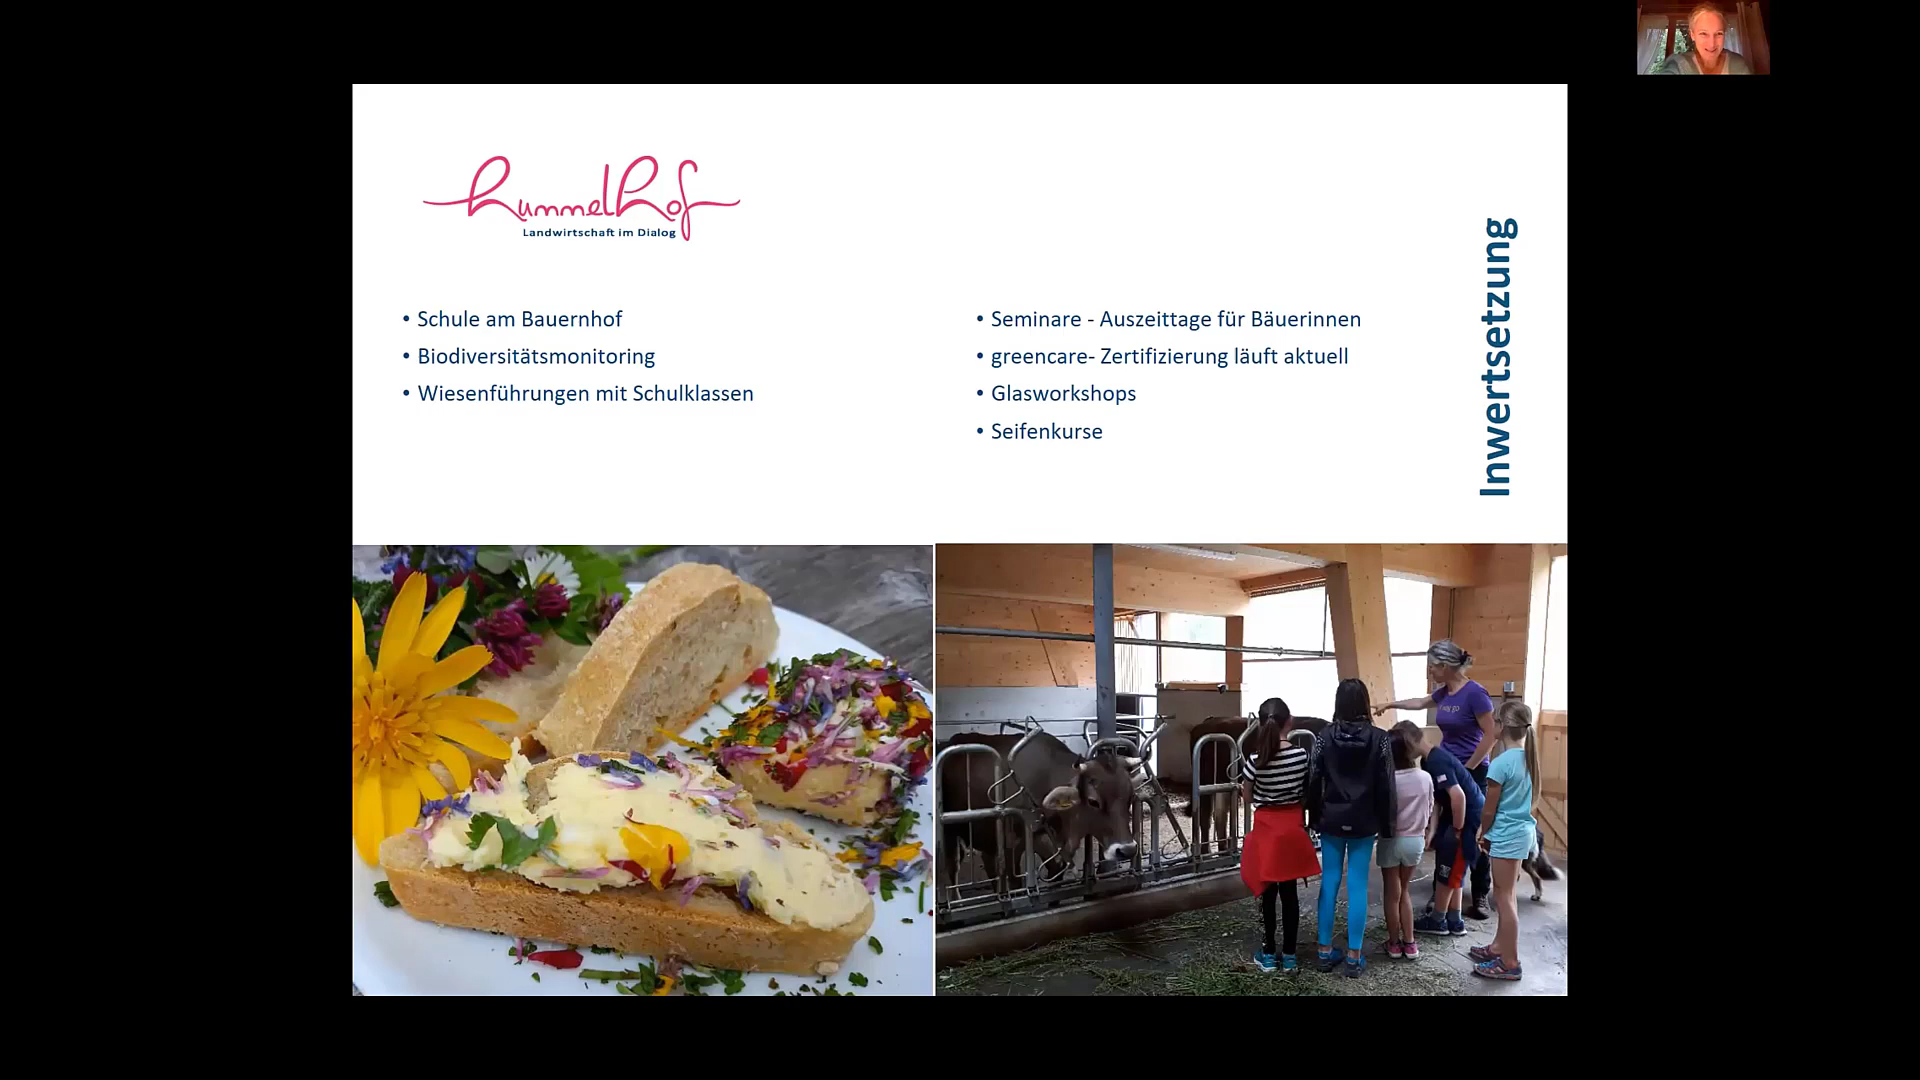 hummelhof
Landwirtschaft im Dialog
• Schule am Bauernhof
• Biodiversitätsmonitoring
• Wiesenführungen mit Schulklassen
• Seminare - Auszeittage für Bäuerinnen
• greencare- Zertifizierung läuft aktuell
• Glasworkshops
• Seifenkurse
Inwertsetzung